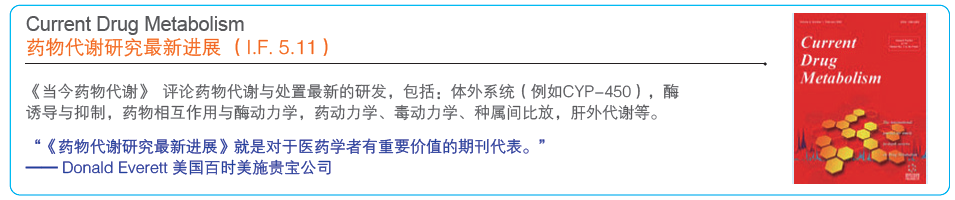 Current Drug Metabolism
药物代谢研究最新进展 （I.F. 5.11）
《当今药物代谢》 评论药物代谢与处置最新的研发，包括：体外系统（例如CYP-450），酶
诱导与抑制，药物相互作用与酶动力学，药动力学、毒动力学、种属间比放，肝外代谢等。
“《药物代谢研究最新进展》就是对于医药学者有重要价值的期刊代表。”
—— Donald Everett 美国百时美施贵宝公司
Current
Drug
Metabolism